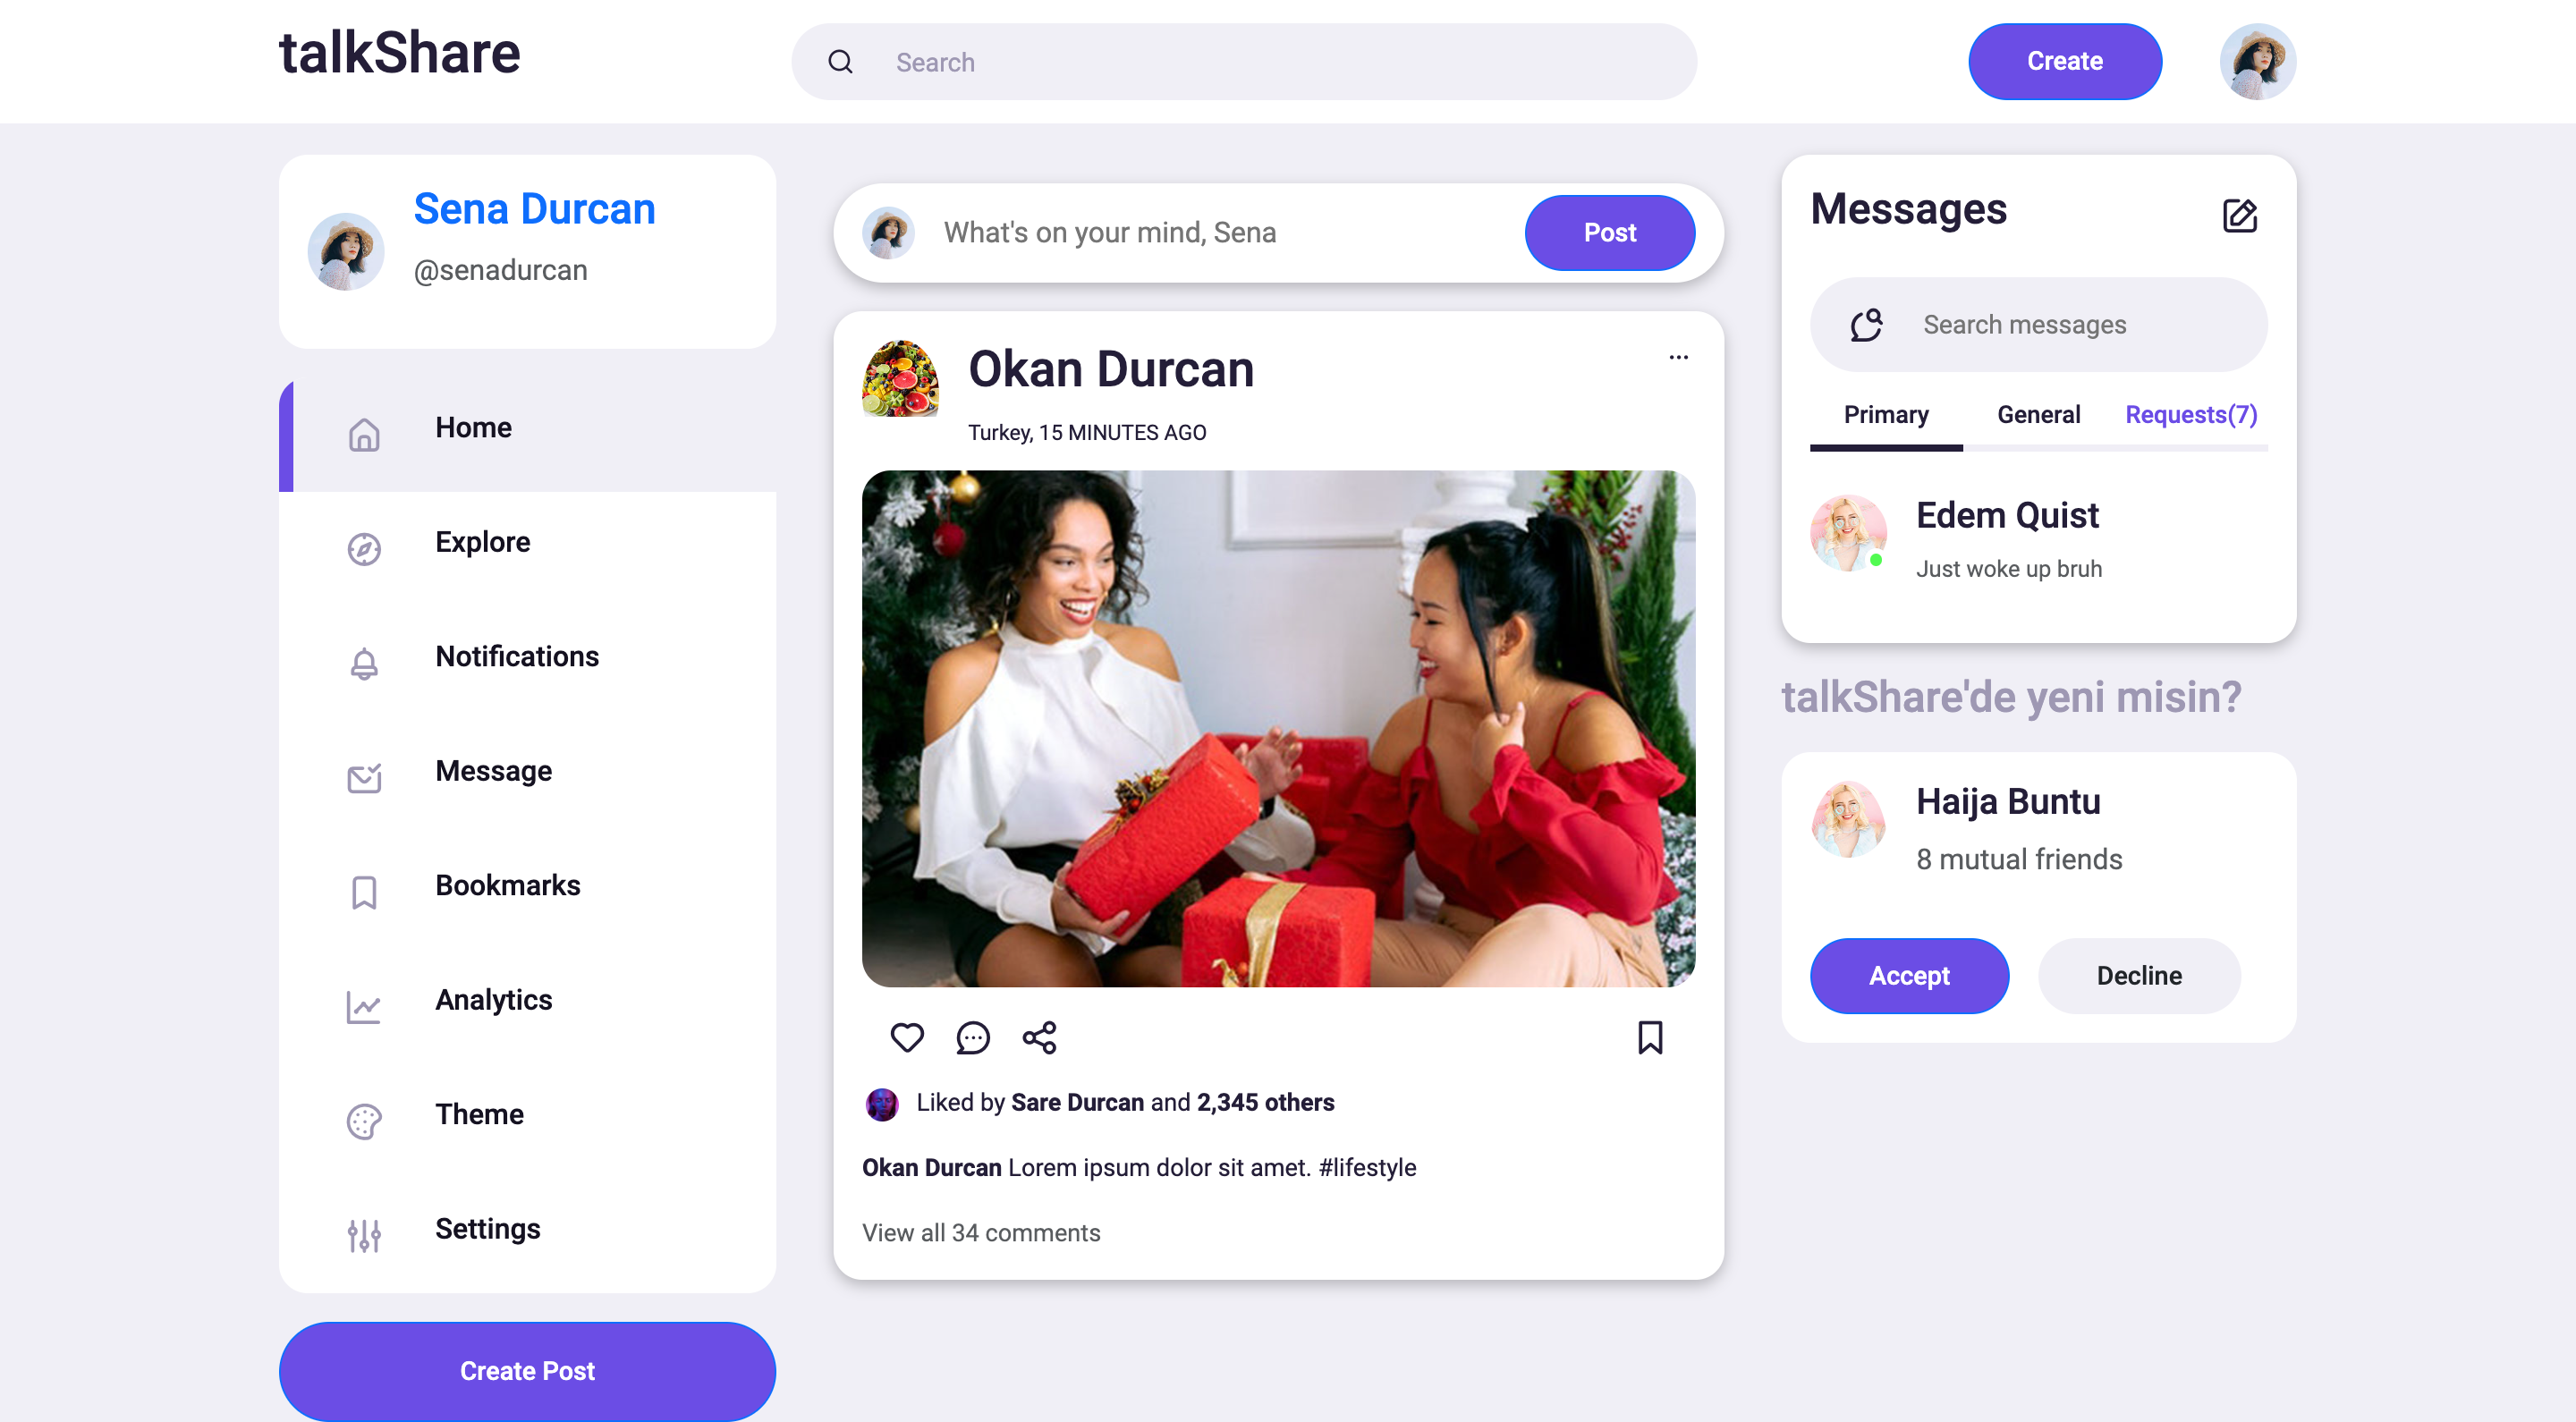 talkShare
Search
Create
Sena Durcan
@senadurcan
Home
Explore
Notifications
Message
Bookmarks
Analytics
Theme
Settings
Create Post
What's on your mind, Sena
Post
Okan Durcan
...
Turkey, 15 MINUTES AGO
Liked by Sare Durcan and 2,345 others
Okan Durcan Lorem ipsum dolor sit amet. #lifestyle
View all 34 comments
Messages
Search messages
Primary General Requests(7)
Edem Quist
Just woke up bruh
talkShare'de yeni misin?
Haija Buntu
8 mutual friends
Accept Decline